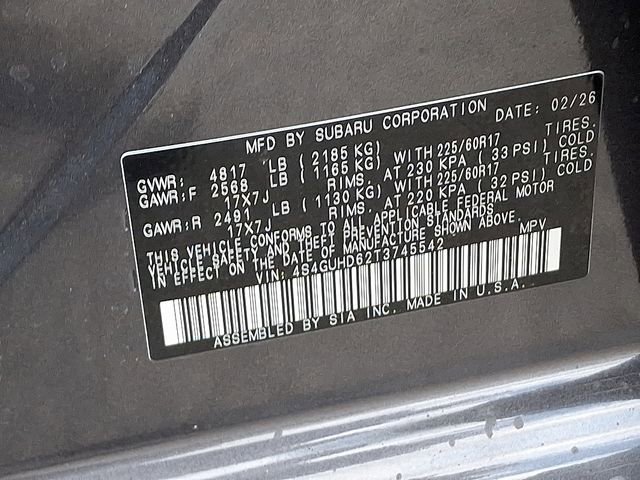 MFD BY SUBARU CORPORATION DATE: 02/26
GVWR: 4817 LB (2185 KG)
GAWR:F 2568 LB (1165 KG) WITH 225/60R17 TIRES.
17X7J RIMS, AT 230 KPA (33 PSI) COLD
GAWR:R 2491 LB (1130 KG) WITH 225/60R17 TIRES.
17X7J RIMS, AT 220 KPA (32 PSI) COLD
THIS VEHICLE CONFORMS TO ALL APPLICABLE FEDERAL MOTOR
VEHICLE SAFETY AND THEFT PREVENTION STANDARDS
IN EFFECT ON THE DATE OF MANUFACTURE SHOWN ABOVE.
VIN: 4S4GUHD62T3745542 MPV
ASSEMBLED BY SIA INC. MADE IN U.S.A.